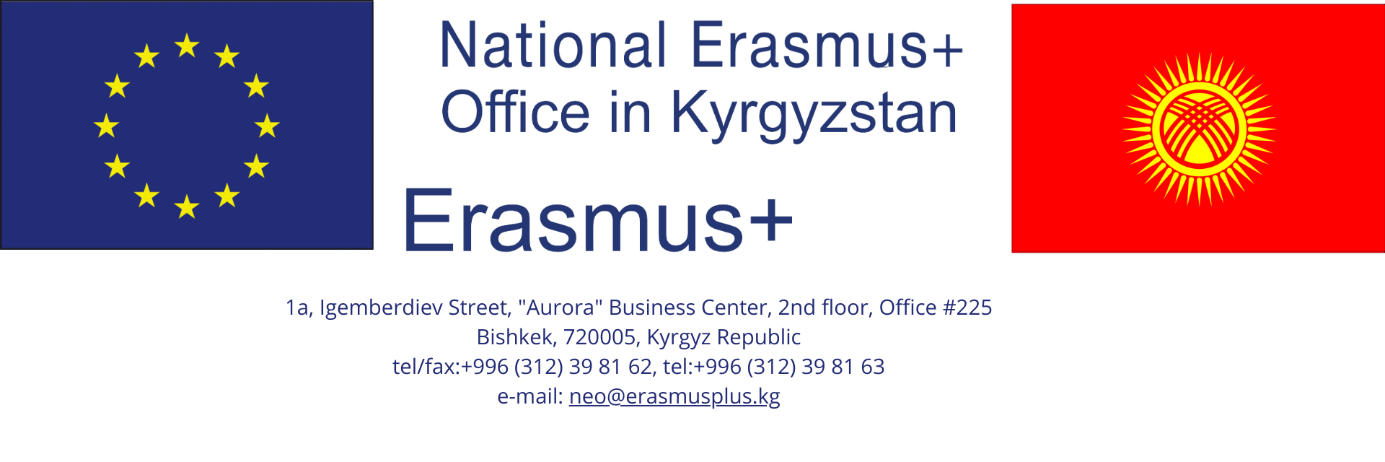 National Erasmus+
Office in Kyrgyzstan
Erasmus+
1a, Igemberdiev Street, "Aurora" Business Center, 2nd floor, Office #225
Bishkek, 720005, Kyrgyz Republic
tel/fax:+996 (312) 39 81 62, tel:+996 (312) 39 81 63
e-mail: neo@erasmusplus.kg